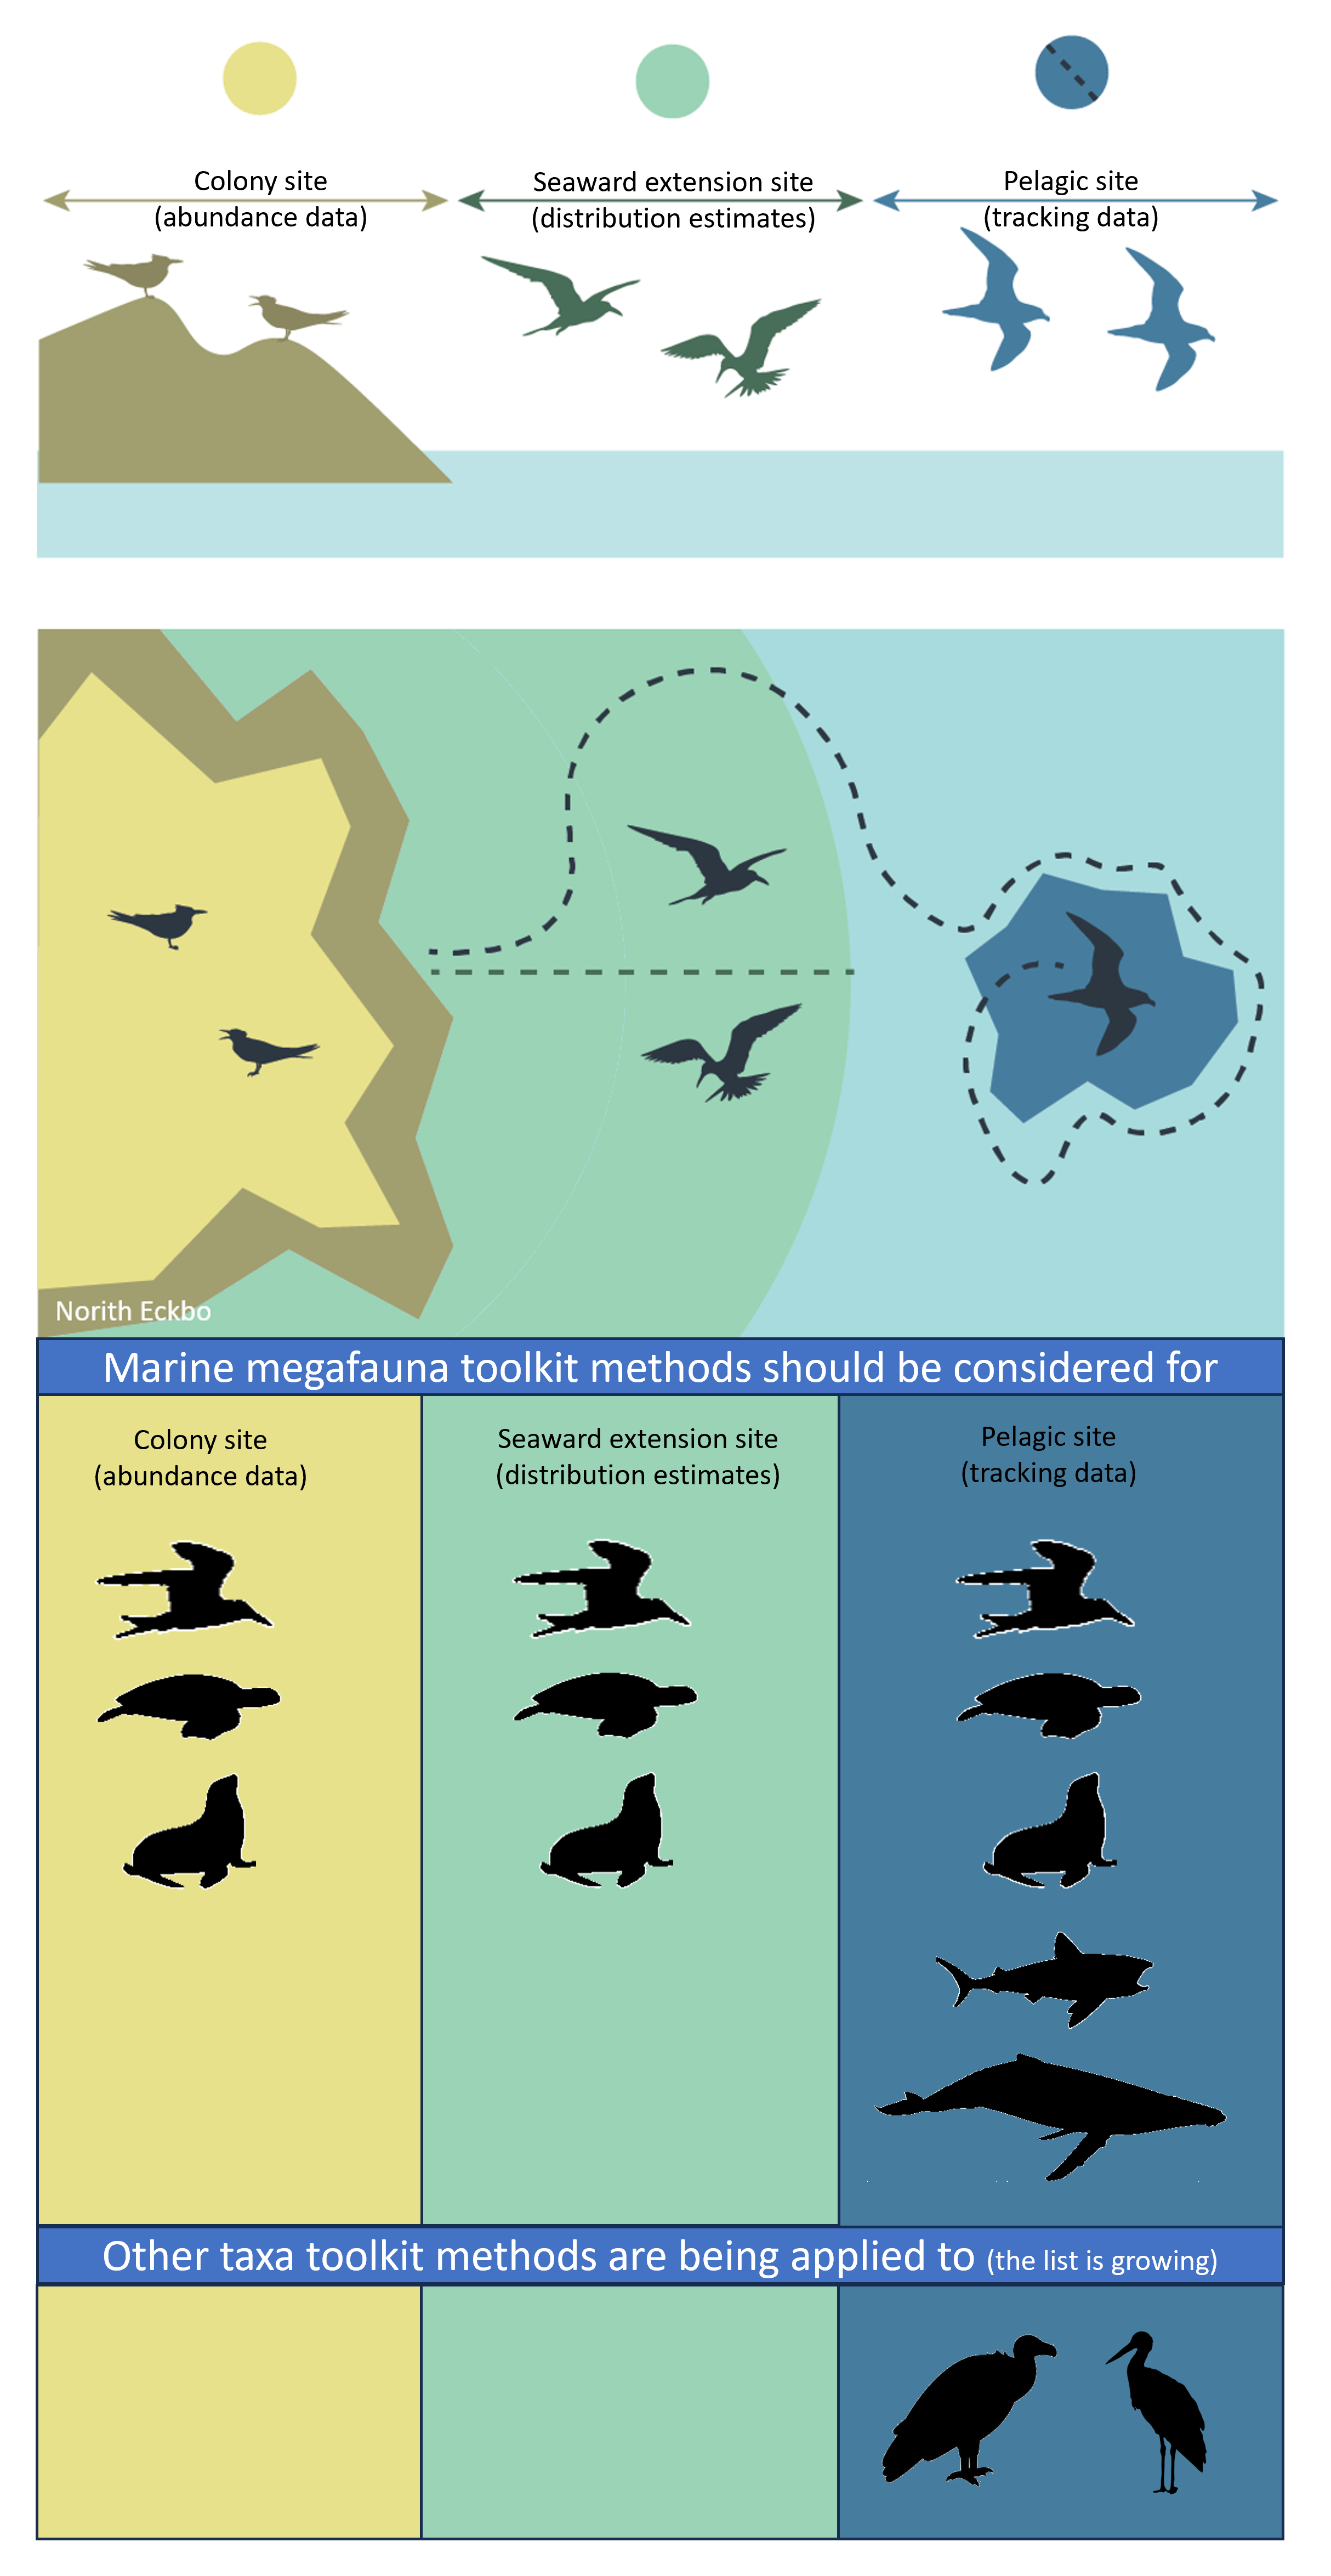 Colony site
(abundance data)
Seaward extension site
(distribution estimates)
Pelagic site
(tracking data)
Norith Eckbo
Marine megafauna toolkit methods should be considered for
Colony site
(abundance data)
Seaward extension site
(distribution estimates)
Pelagic site
(tracking data)
Other taxa toolkit methods are being applied to (the list is growing)